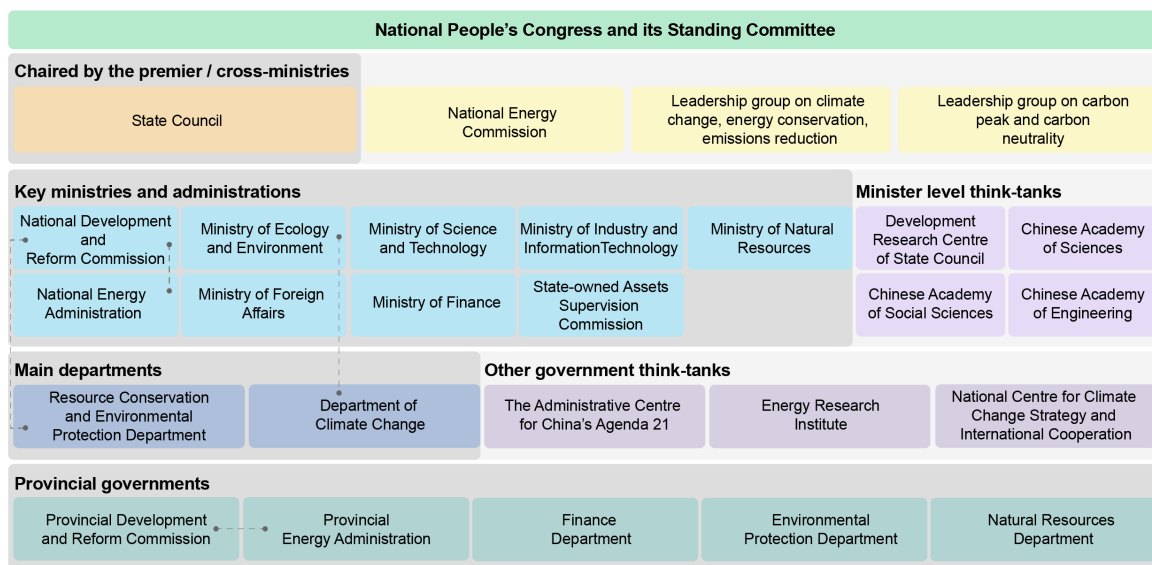 National People’s Congress and its Standing Committee
Chaired by the premier / cross-ministries
State Council
National Energy
Commission
Leadership group on climate
change, energy conservation,
emissions reduction
Leadership group on carbon
peak and carbon
neutrality
Key ministries and administrations
National Development
and
Reform Commission
Ministry of Ecology
and Environment
Ministry of Science
and Technology
Ministry of Industry and
InformationTechnology
Ministry of Natural
Resources
National Energy
Administration
Ministry of Foreign
Affairs
Ministry of Finance
State-owned Assets
Supervision
Commission
Minister level think-tanks
Development
Research Centre
of State Council
Chinese Academy
of Sciences
Chinese Academy
of Social Sciences
Chinese Academy
of Engineering
Main departments
Resource Conservation
and Environmental
Protection Department
Department of
Climate Change
Other government think-tanks
The Administrative Centre
for China’s Agenda 21
Energy Research
Institute
National Centre for Climate
Change Strategy and
International Cooperation
Provincial governments
Provincial Development
and Reform Commission
Provincial
Energy Administration
Finance
Department
Environmental
Protection Department
Natural Resources
Department